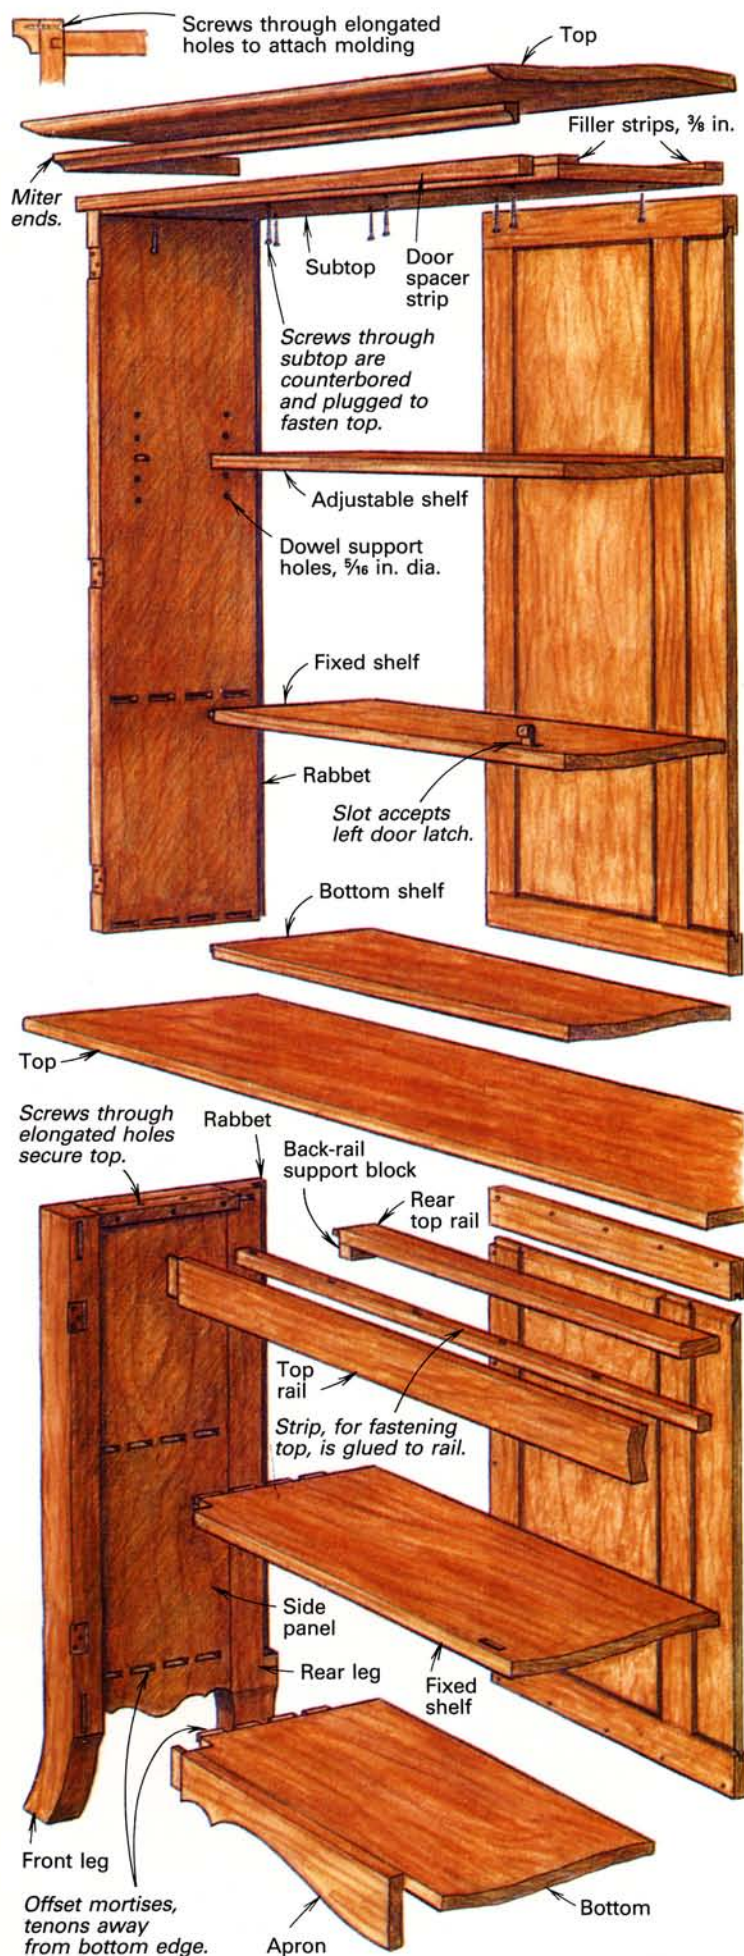 Screws through elongated
holes to attach molding
Top
Filler strips, ⅜ in.
Miter
ends.
Subtop
Door
spacer
strip
Screws through
subtop are
counterbored
and plugged to
fasten top.
Adjustable shelf
Dowel support
holes, 5⁄16 in. dia.
Fixed shelf
Rabbet
Slot accepts
left door latch.
Bottom shelf
Top
Screws through
elongated holes
secure top.
Rabbet
Back-rail
support block
Rear
top rail
Top
rail
Strip, for fastening
top, is glued to rail.
Side
panel
Rear leg
Fixed
shelf
Front leg
Offset mortises,
tenons away
from bottom edge.
Apron
Bottom